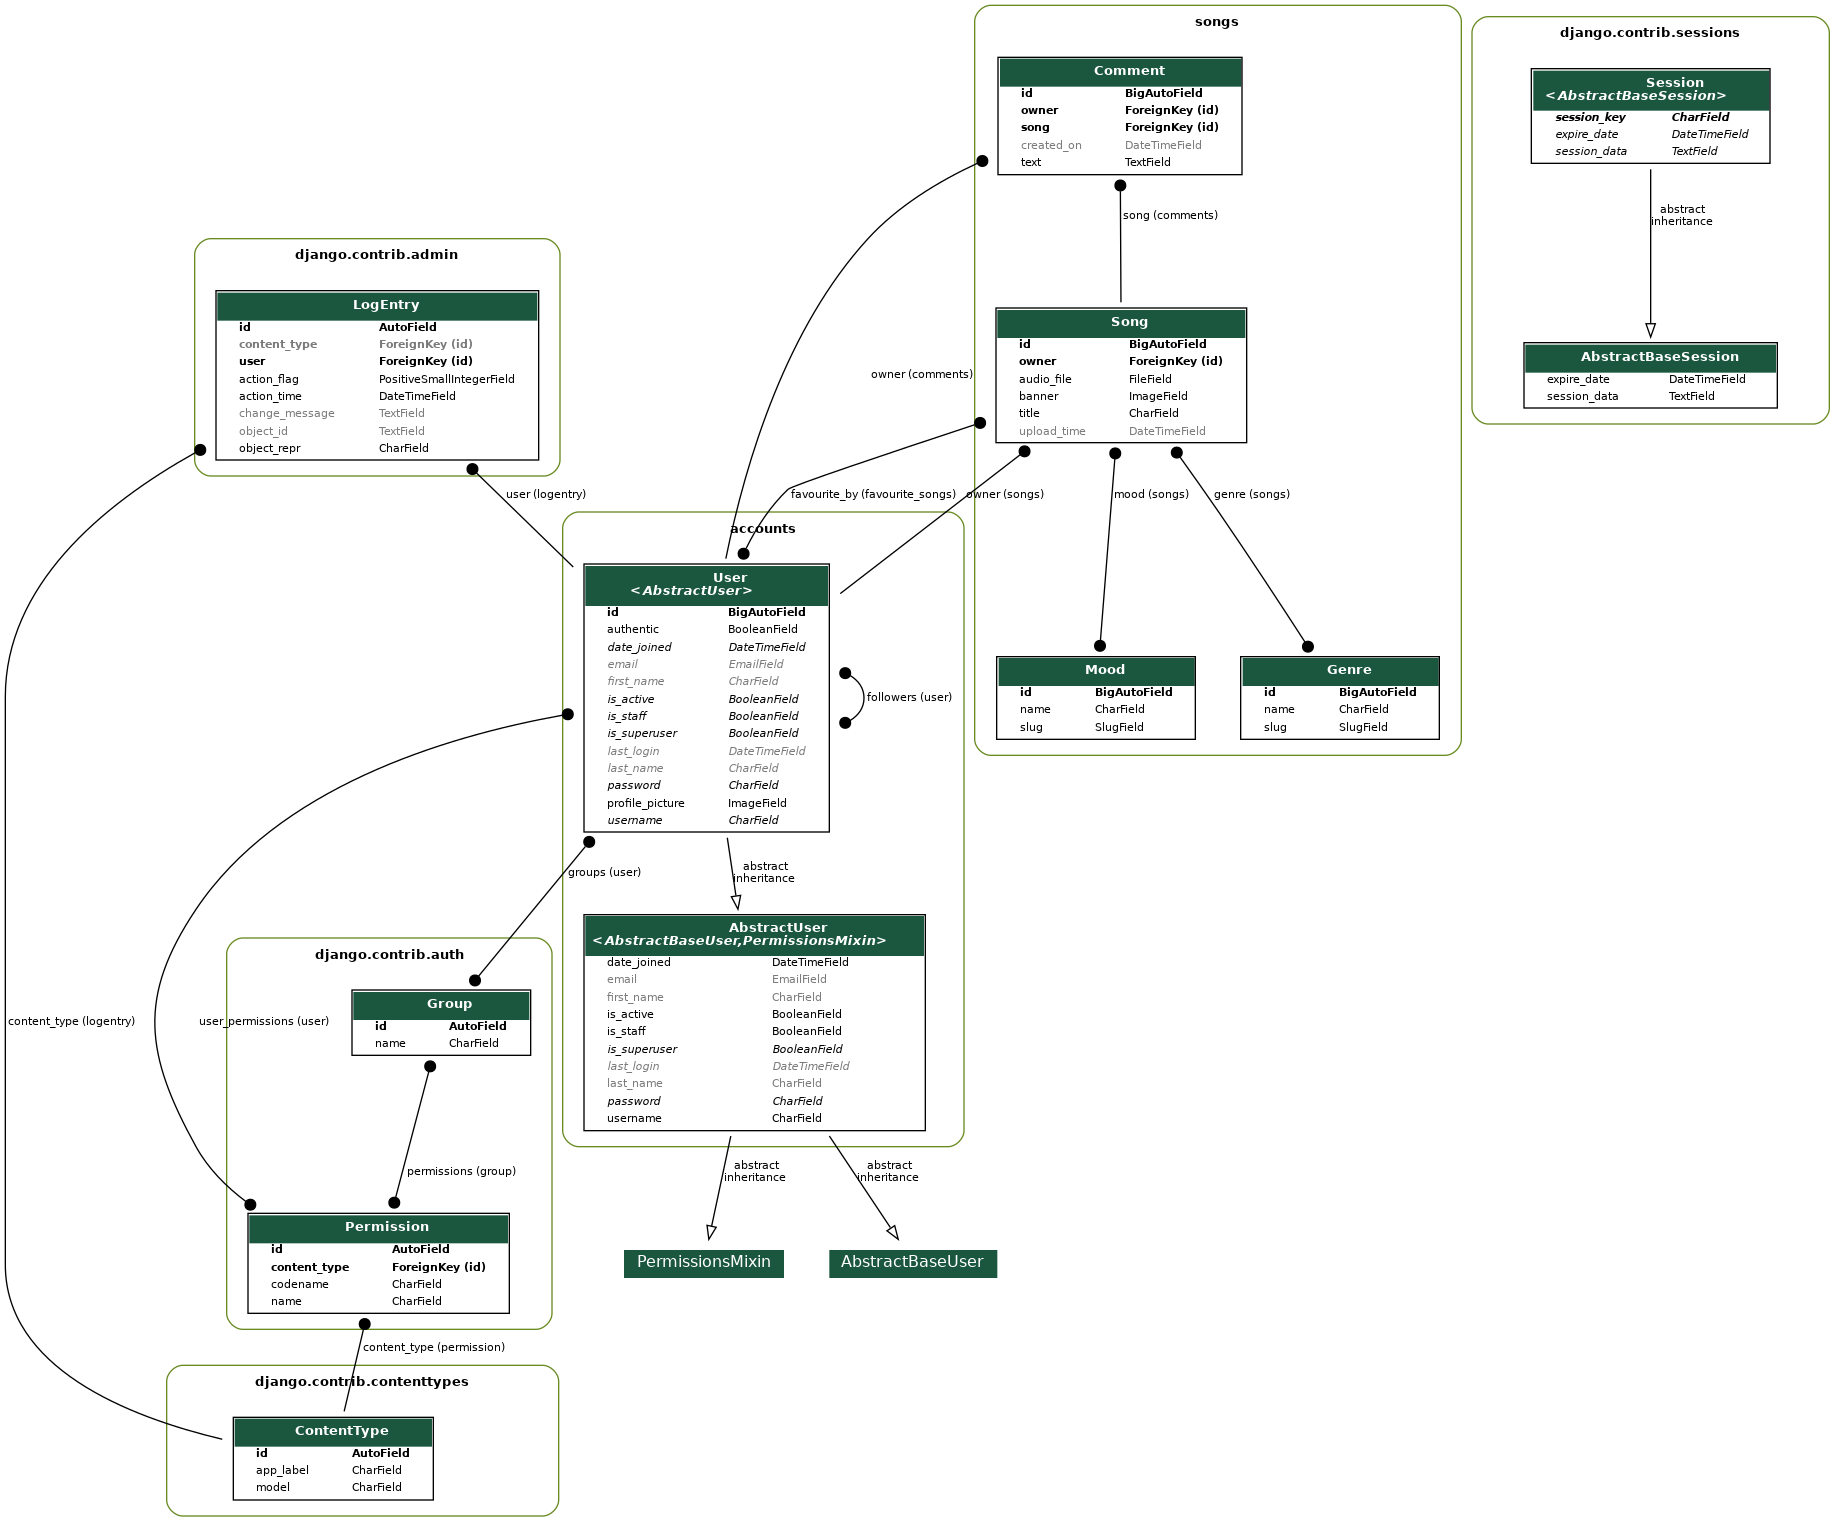 songs
Comment
id BigAutoField
owner ForeignKey (id)
song ForeignKey (id)
created_on DateTimeField
text TextField
song (comments)
Song
id BigAutoField
owner ForeignKey (id)
audio_file FileField
banner ImageField
title CharField
upload_time DateTimeField
owner (comments)
favourite_by (favourite_songs)
owner (songs)
mood (songs)
genre (songs)
Mood
id BigAutoField
name CharField
slug SlugField
Genre
id BigAutoField
name CharField
slug SlugField
django.contrib.sessions
Session
<AbstractBaseSession>
session_key CharField
expire_date DateTimeField
session_data TextField
abstract
inheritance
AbstractBaseSession
expire_date DateTimeField
session_data TextField
django.contrib.admin
LogEntry
id AutoField
content_type ForeignKey (id)
user ForeignKey (id)
action_flag PositiveSmallIntegerField
action_time DateTimeField
change_message TextField
object_id TextField
object_repr CharField
user (logentry)
accounts
User
<AbstractUser>
id BigAutoField
authentic BooleanField
date_joined DateTimeField
email EmailField
first_name CharField
is_active BooleanField
is_staff BooleanField
is_superuser BooleanField
last_login DateTimeField
last_name CharField
password CharField
profile_picture ImageField
username CharField
followers (user)
groups (user)
abstract
inheritance
AbstractUser
<AbstractBaseUser,PermissionsMixin>
date_joined DateTimeField
email EmailField
first_name CharField
is_active BooleanField
is_staff BooleanField
is_superuser BooleanField
last_login DateTimeField
last_name CharField
password CharField
username CharField
abstract
inheritance
abstract
inheritance
PermissionsMixin
AbstractBaseUser
django.contrib.auth
Group
id AutoField
name CharField
content_type (logentry)
user_permissions (user)
permissions (group)
Permission
id AutoField
content_type ForeignKey (id)
codename CharField
name CharField
content_type (permission)
django.contrib.contenttypes
ContentType
id AutoField
app_label CharField
model CharField